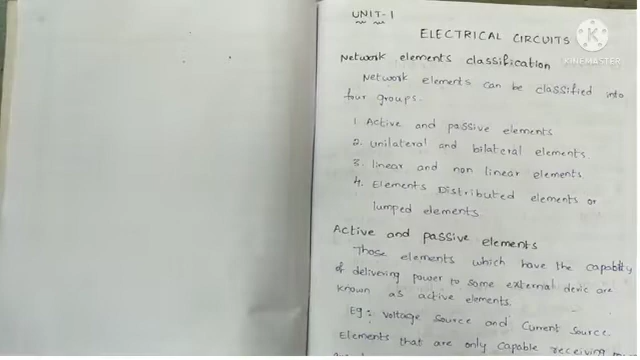 UNIT-1
ELECTRICAL CIRCUITS
K
KINEMASTER
Network elements classification
Network elements can be classified into
four groups.
1. Active and passive elements
2. unilateral and bilateral elements
3. linear and non linear elements.
4. Elements Distributed elements or
lumped elements.
Active and passive elements
Those elements which have the capability
of delivering power to some external devic are
known as active elements.
Eg: Voltage Source and Current Source.
Elements that are only capable receiving